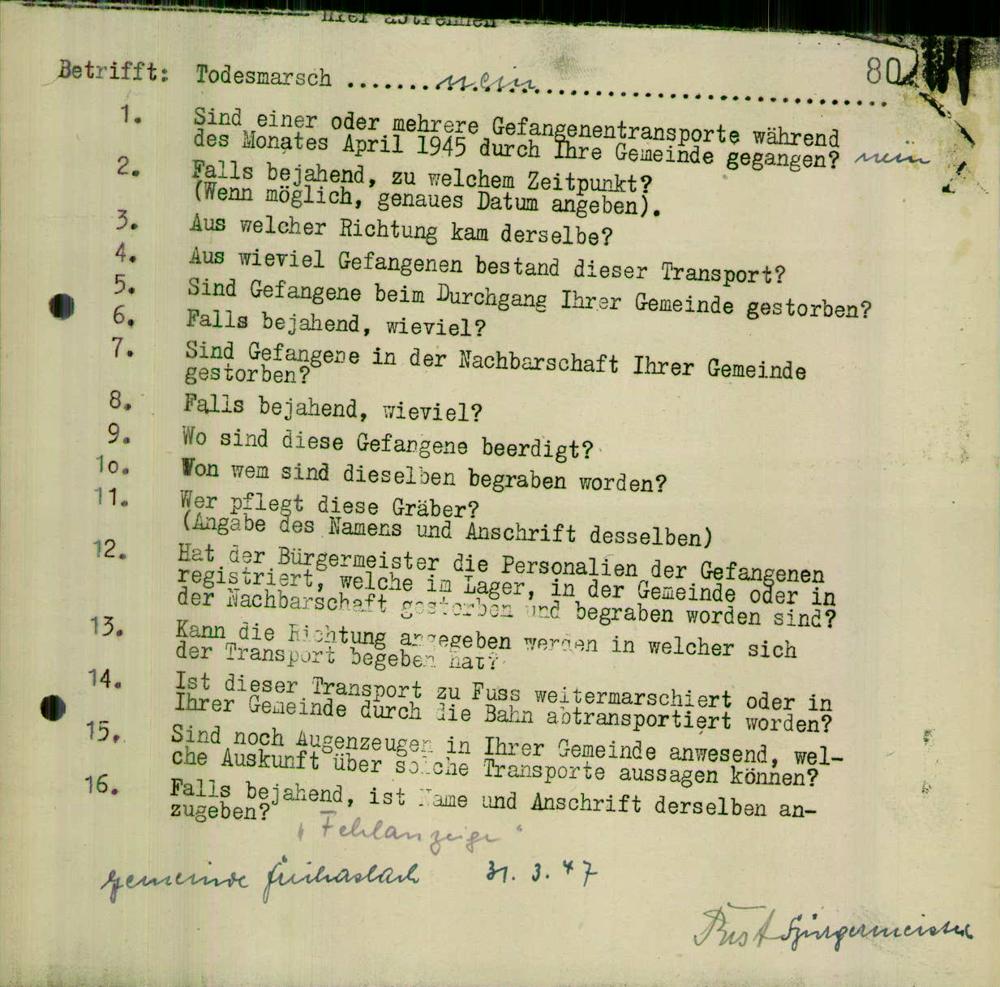 Hier abtrennen
80
Betrifft: Todesmarsch ......nein..............................
1. Sind einer oder mehrere Gefangenentransporte während
des Monates April 1945 durch Ihre Gemeinde gegangen? nein
2. Falls bejahend, zu welchem Zeitpunkt?
(Wenn möglich, genaues Datum angeben).
3. Aus welcher Richtung kam derselbe?
4. Aus wieviel Gefangenen bestand dieser Transport?
5. Sind Gefangene beim Durchgang Ihrer Gemeinde gestorben?
6. Falls bejahend, wieviel?
7. Sind Gefangene in der Nachbarschaft Ihrer Gemeinde
gestorben?
8. Falls bejahend, wieviel?
9. Wo sind diese Gefangene beerdigt?
1o. Von wem sind dieselben begraben worden?
11. Wer pflegt diese Gräber?
(Angabe des Namens und Anschrift desselben)
12. Hat der Bürgermeister die Personalien der Gefangenen
registriert, welche im Lager, in der Gemeinde oder in
der Nachbarschaft gestorben und begraben worden sind?
13. Kann die Richtung angegeben werden in welcher sich
der Transport begeben hat?
14. Ist dieser Transport zu Fuss weitermarschiert oder in
Ihrer Gemeinde durch die Bahn abtransportiert worden?
15. Sind noch Augenzeugen in Ihrer Gemeinde anwesend, wel-
che Auskunft über solche Transporte aussagen können?
16. Falls bejahend, ist Name und Anschrift derselben an-
zugeben?
"Fehlanzeige"
Gemeinde 31. 3. 47
Bürgermeister